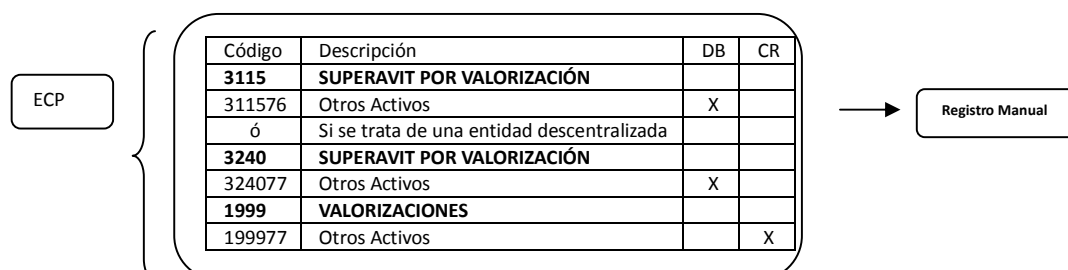 ECP
Código Descripción DB CR
3115 SUPERAVIT POR VALORIZACIÓN
311576 Otros Activos X
ó Si se trata de una entidad descentralizada
3240 SUPERAVIT POR VALORIZACIÓN
324077 Otros Activos X
1999 VALORIZACIONES
199977 Otros Activos X
Registro Manual